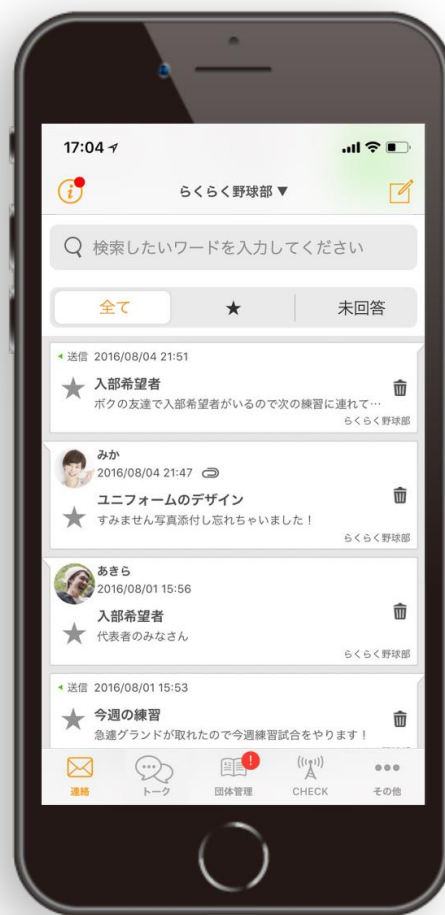 17:04
らくらく野球部 ▼
検索したいワードを入力してください
全て ★ 未回答
送信 2016/08/04 21:51
入部希望者
ボクの友達で入部希望者がいるので次の練習に連れて…
らくらく野球部
みか
2016/08/04 21:47
ユニフォームのデザイン
すみません写真添付し忘れちゃいました！
らくらく野球部
あきら
2016/08/01 15:56
入部希望者
代表者のみなさん
らくらく野球部
送信 2016/08/01 15:53
今週の練習
急遽グランドが取れたので今週練習試合をやります！
連絡 トーク 団体管理 CHECK その他